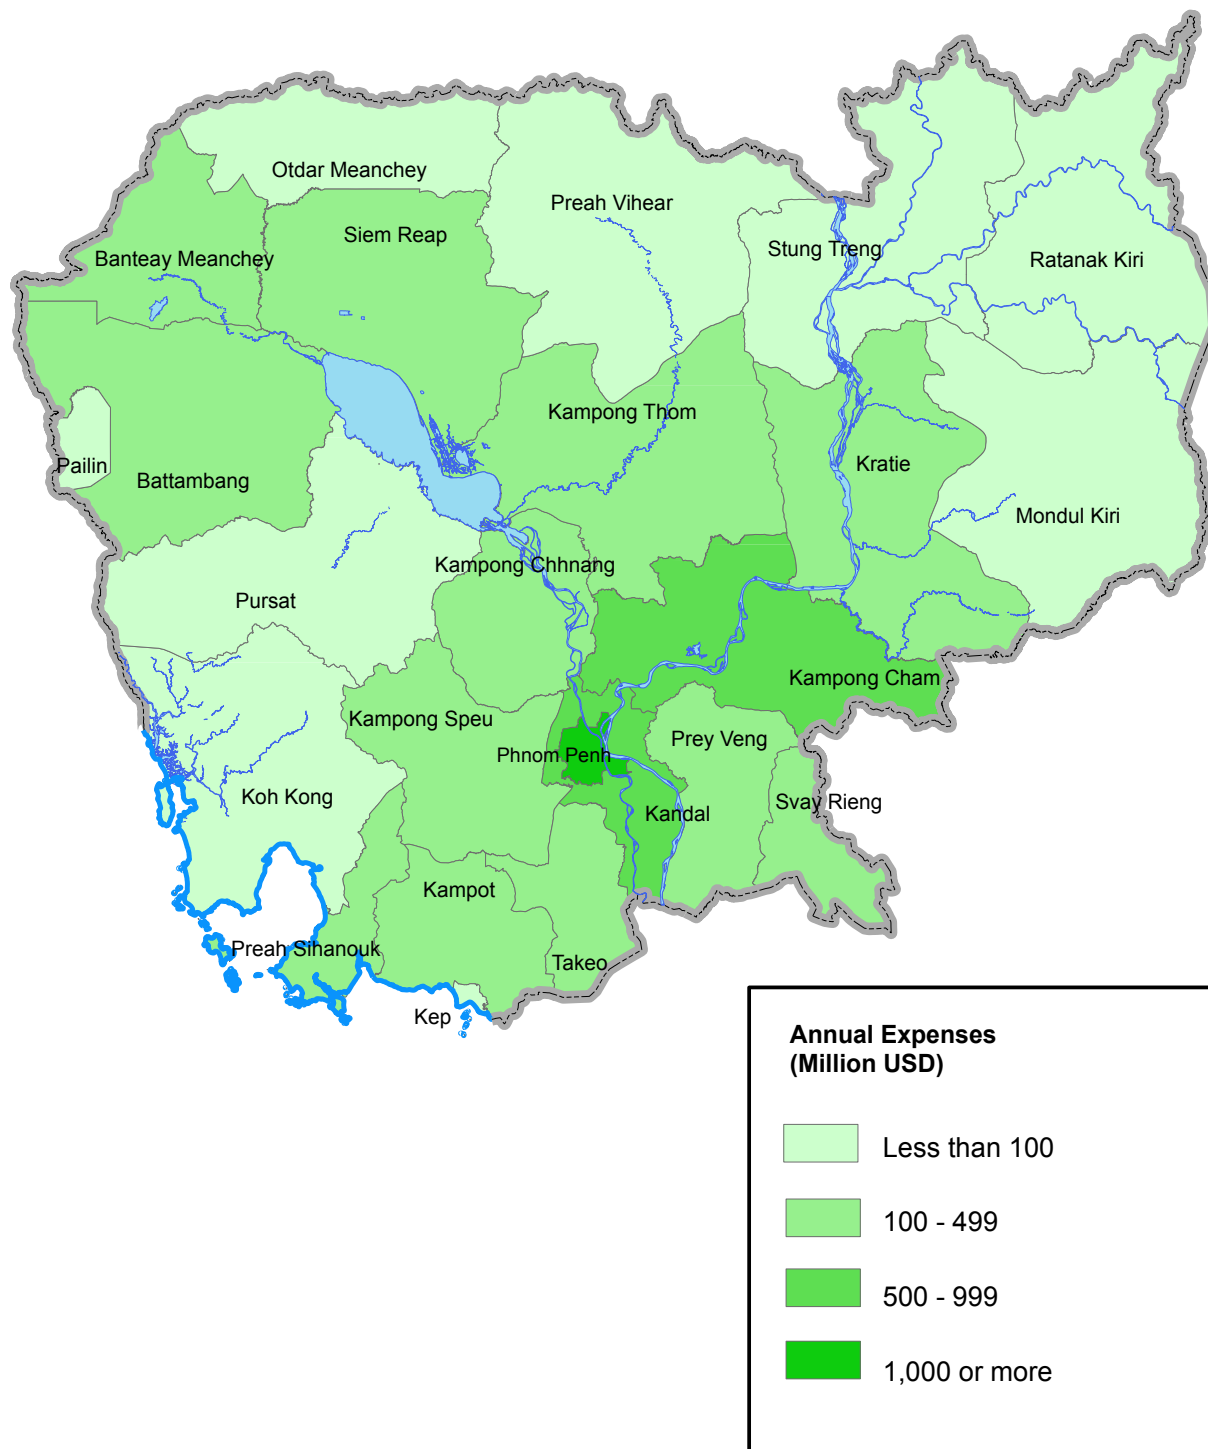 Otdar Meanchey
Preah Vihear
Siem Reap
Stung Treng
Banteay Meanchey
Ratanak Kiri
Kampong Thom
Pailin
Kratie
Battambang
Mondul Kiri
Kampong Chhnang
Pursat
Kampong Cham
Kampong Speu
Prey Veng
Phnom Penh
Koh Kong
Svay Rieng
Kandal
Kampot
Preah Sihanouk
Takeo
Kep
Annual Expenses
(Million USD)
Less than 100
100 - 499
500 - 999
1,000 or more